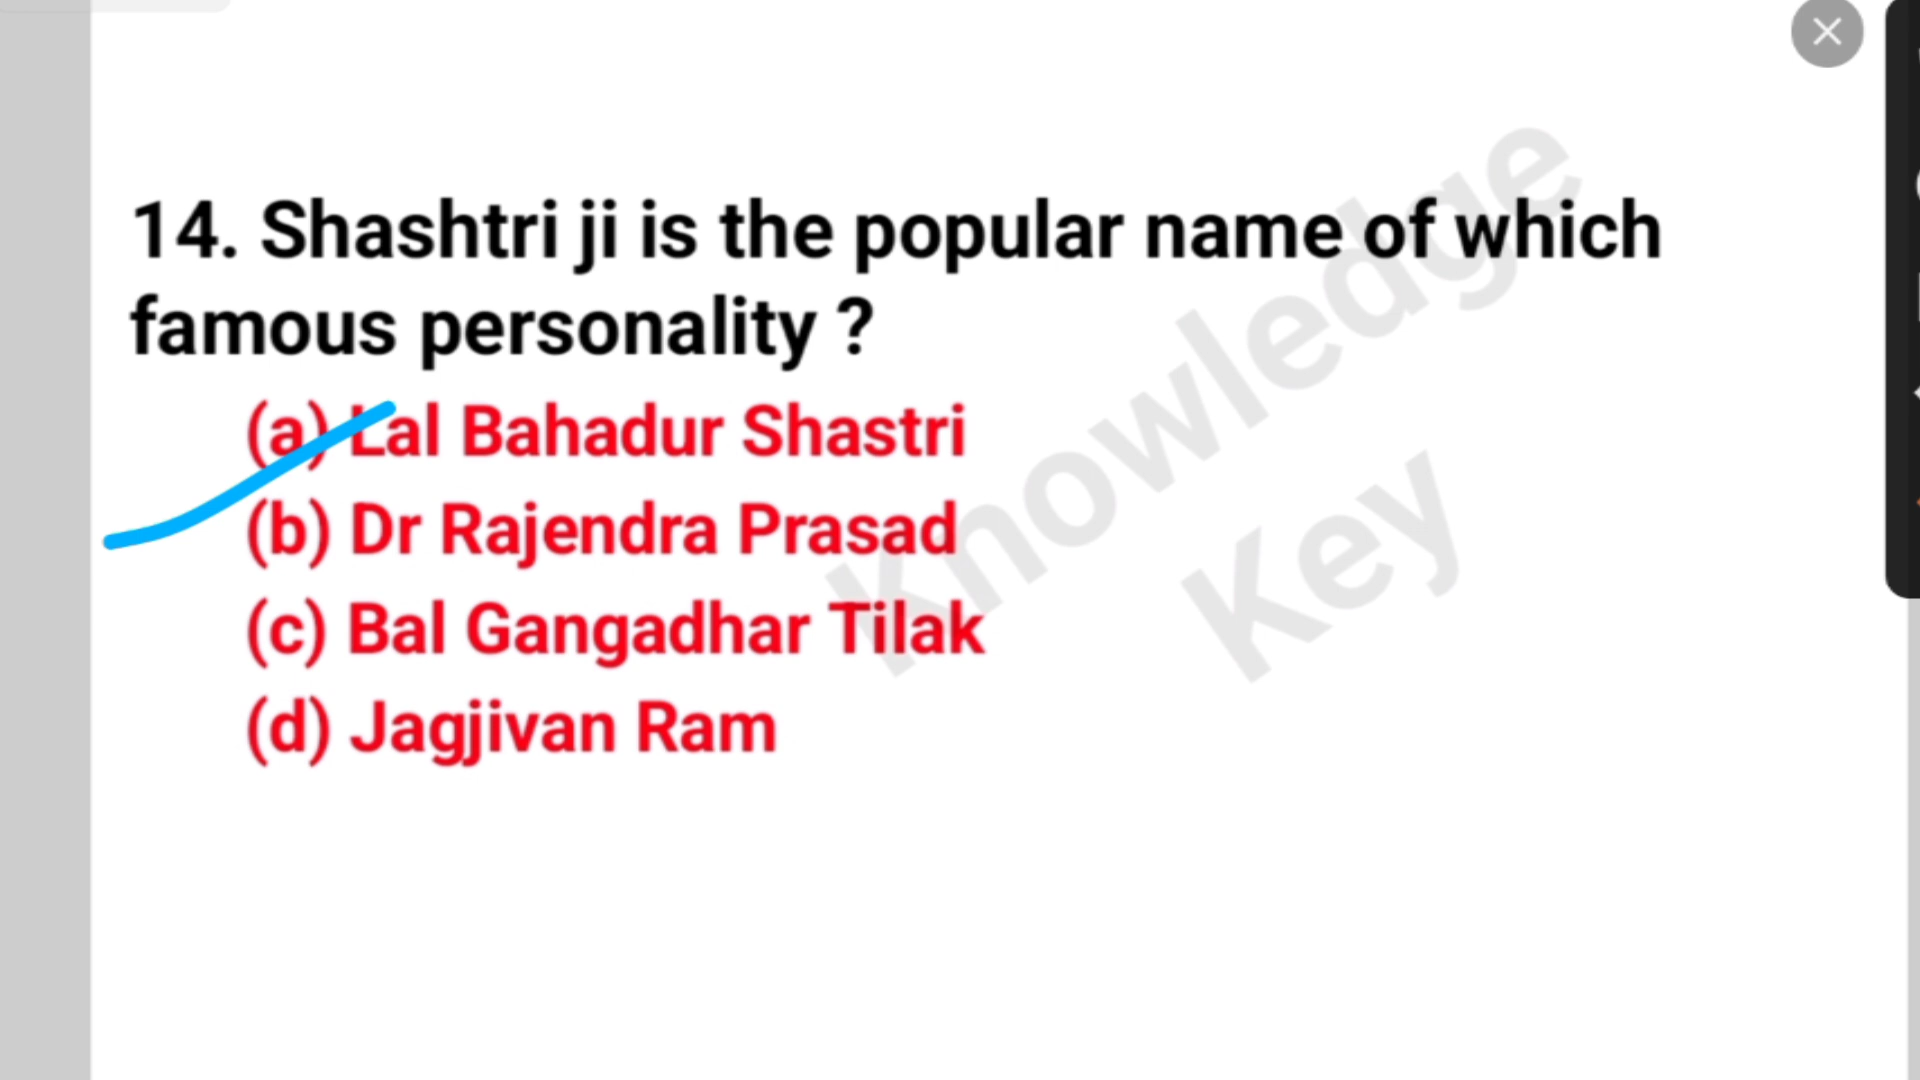 14. Shashtri ji is the popular name of which
famous personality ?
(a) Lal Bahadur Shastri
(b) Dr Rajendra Prasad
(c) Bal Gangadhar Tilak
(d) Jagjivan Ram
Knowledge
Key